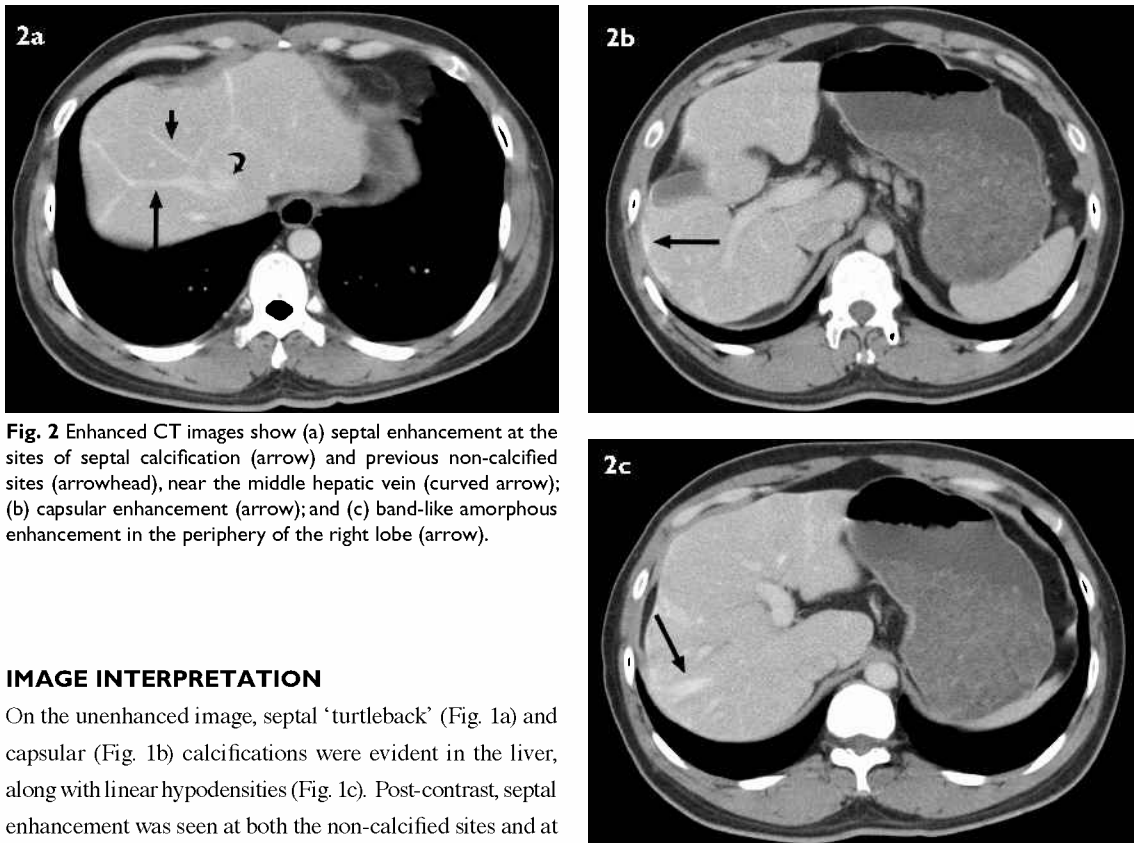 2a
2b
Fig. 2 Enhanced CT images show (a) septal enhancement at the
sites of septal calcification (arrow) and previous non-calcified
sites (arrowhead), near the middle hepatic vein (curved arrow);
(b) capsular enhancement (arrow); and (c) band-like amorphous
enhancement in the periphery of the right lobe (arrow).
2c
IMAGE INTERPRETATION
On the unenhanced image, septal ‘turtleback’ (Fig. 1a) and
capsular (Fig. 1b) calcifications were evident in the liver,
along with linear hypodensities (Fig. 1c). Post-contrast, septal
enhancement was seen at both the non-calcified sites and at